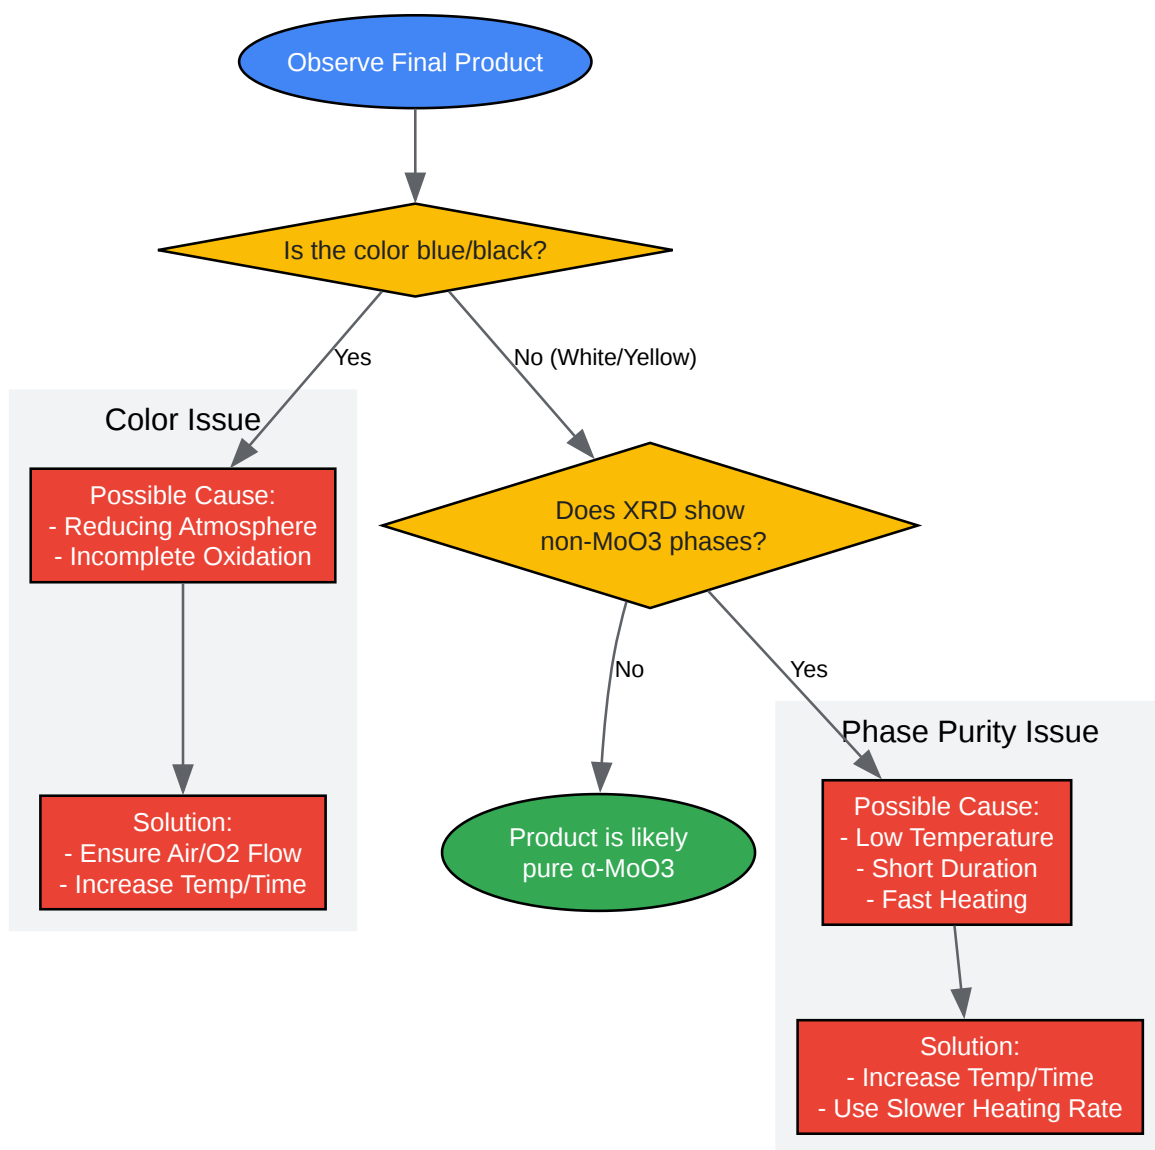 Observe Final Product
Is the color blue/black?
Yes
No (White/Yellow)
Color Issue
Possible Cause:
- Reducing Atmosphere
- Incomplete Oxidation
Solution:
- Ensure Air/O2 Flow
- Increase Temp/Time
Does XRD show
non-MoO3 phases?
No
Yes
Product is likely
pure α-MoO3
Phase Purity Issue
Possible Cause:
- Low Temperature
- Short Duration
- Fast Heating
Solution:
- Increase Temp/Time
- Use Slower Heating Rate